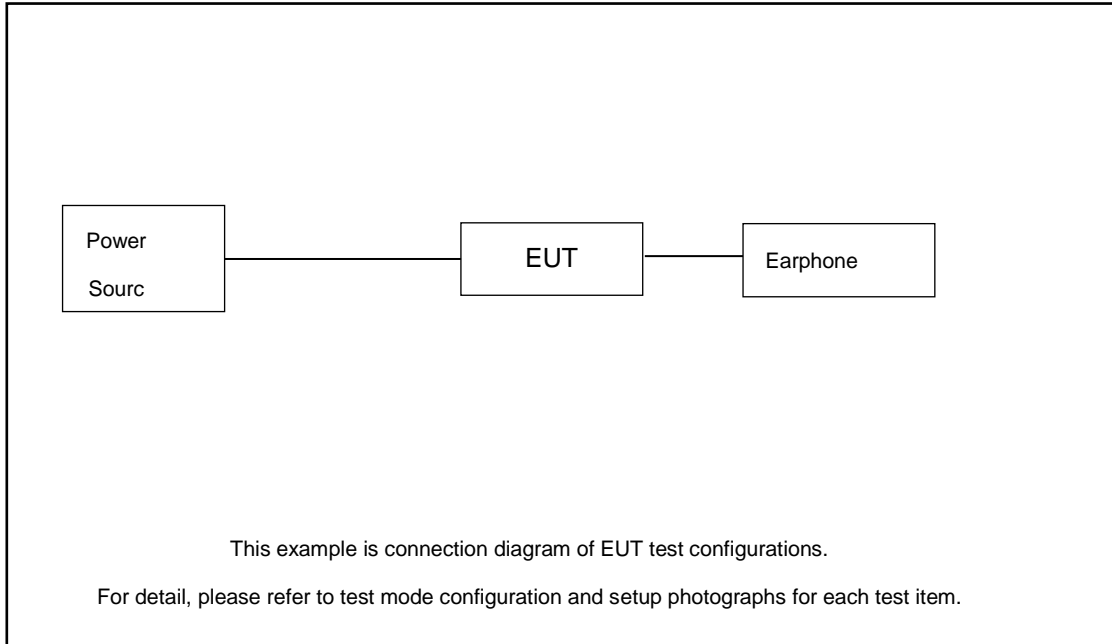 Power
Sourc
EUT
Earphone
This example is connection diagram of EUT test configurations.
For detail, please refer to test mode configuration and setup photographs for each test item.